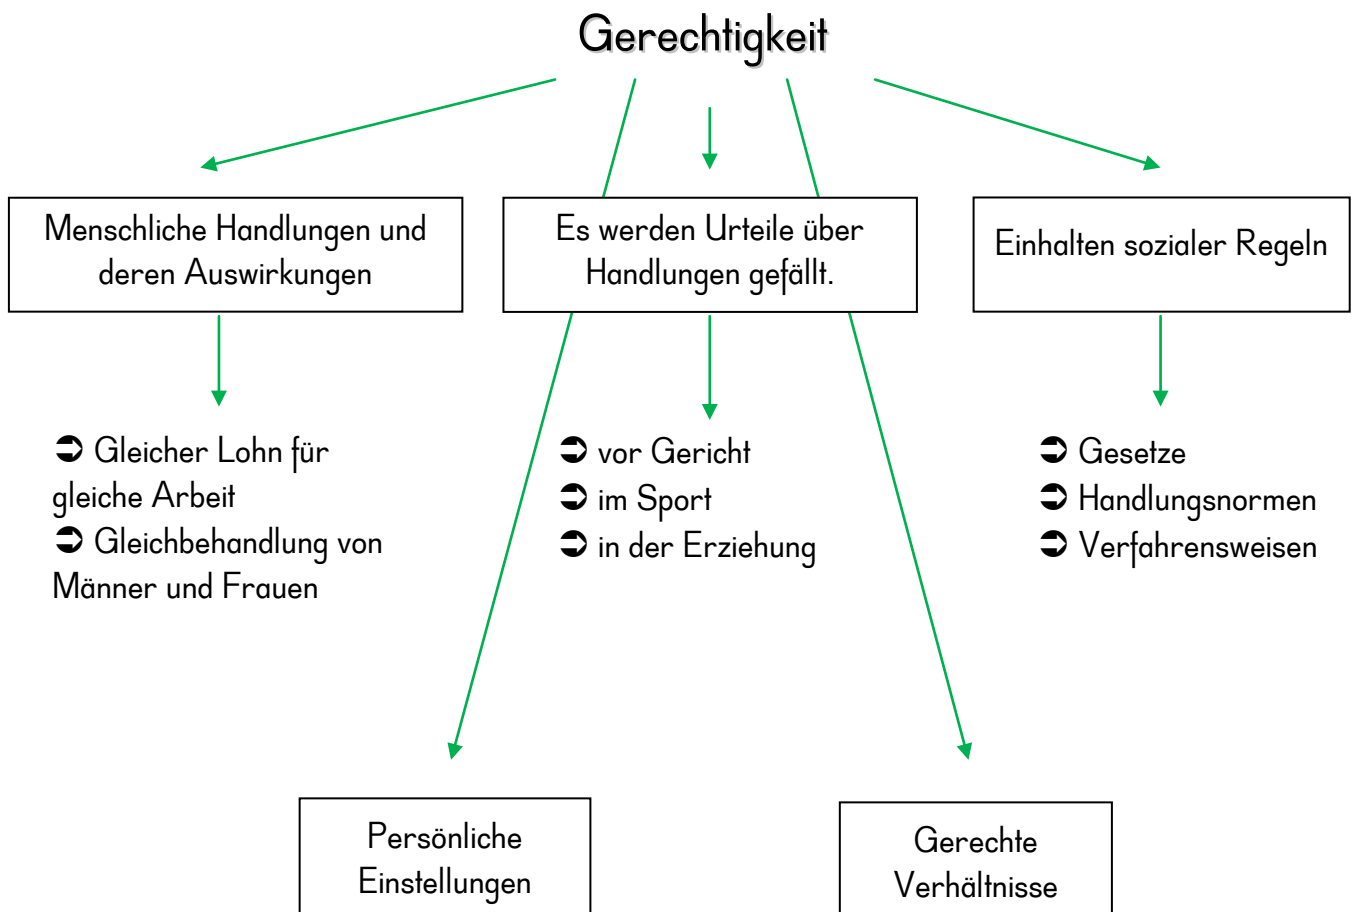 Gerechtigkeit
Menschliche Handlungen und
deren Auswirkungen
Es werden Urteile über
Handlungen gefällt.
Einhalten sozialer Regeln
➲ Gleicher Lohn für
gleiche Arbeit
➲ Gleichbehandlung von
Männer und Frauen
➲ vor Gericht
➲ im Sport
➲ in der Erziehung
➲ Gesetze
➲ Handlungsnormen
➲ Verfahrensweisen
Persönliche
Einstellungen
Gerechte
Verhältnisse